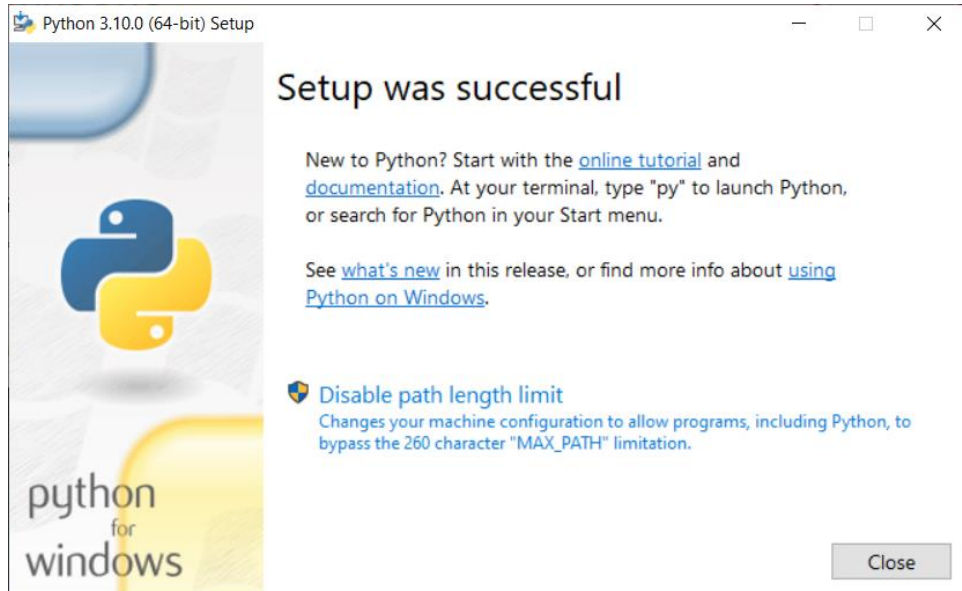 Python 3.10.0 (64-bit) Setup
Setup was successful
New to Python? Start with the online tutorial and
documentation. At your terminal, type "py" to launch Python,
or search for Python in your Start menu.
See what's new in this release, or find more info about using
Python on Windows.
Disable path length limit
Changes your machine configuration to allow programs, including Python, to
bypass the 260 character "MAX_PATH" limitation.
python
for
windows
Close